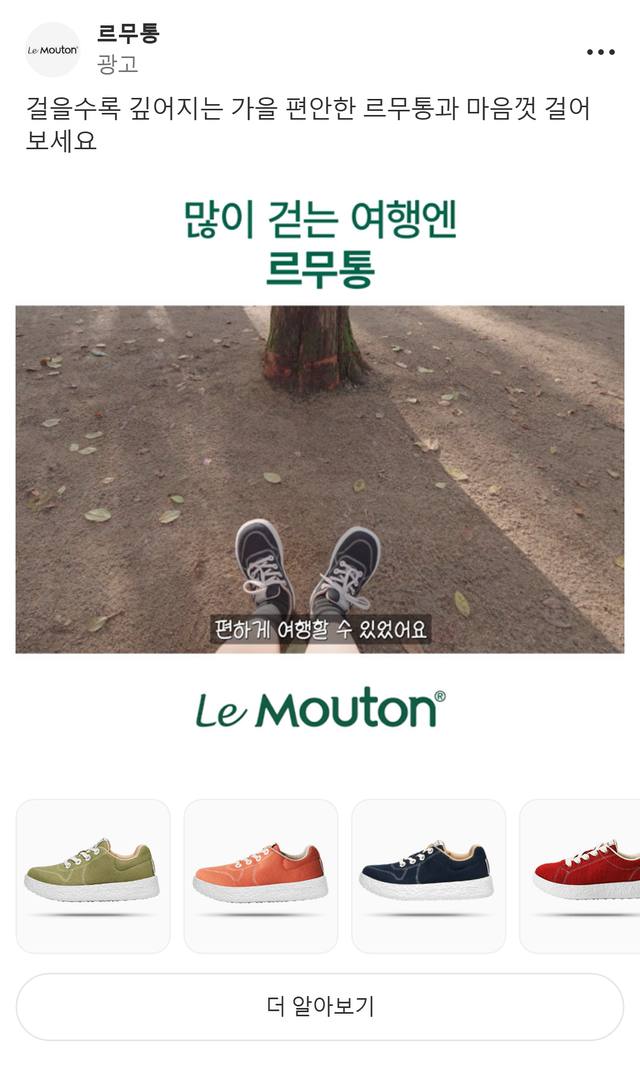 Le Mouton
르무통
광고
걸을수록 깊어지는 가을 편안한 르무통과 마음껏 걸어
보세요
많이 걷는 여행엔
르무통
편하게 여행할 수 있었어요
Le Mouton®
더 알아보기